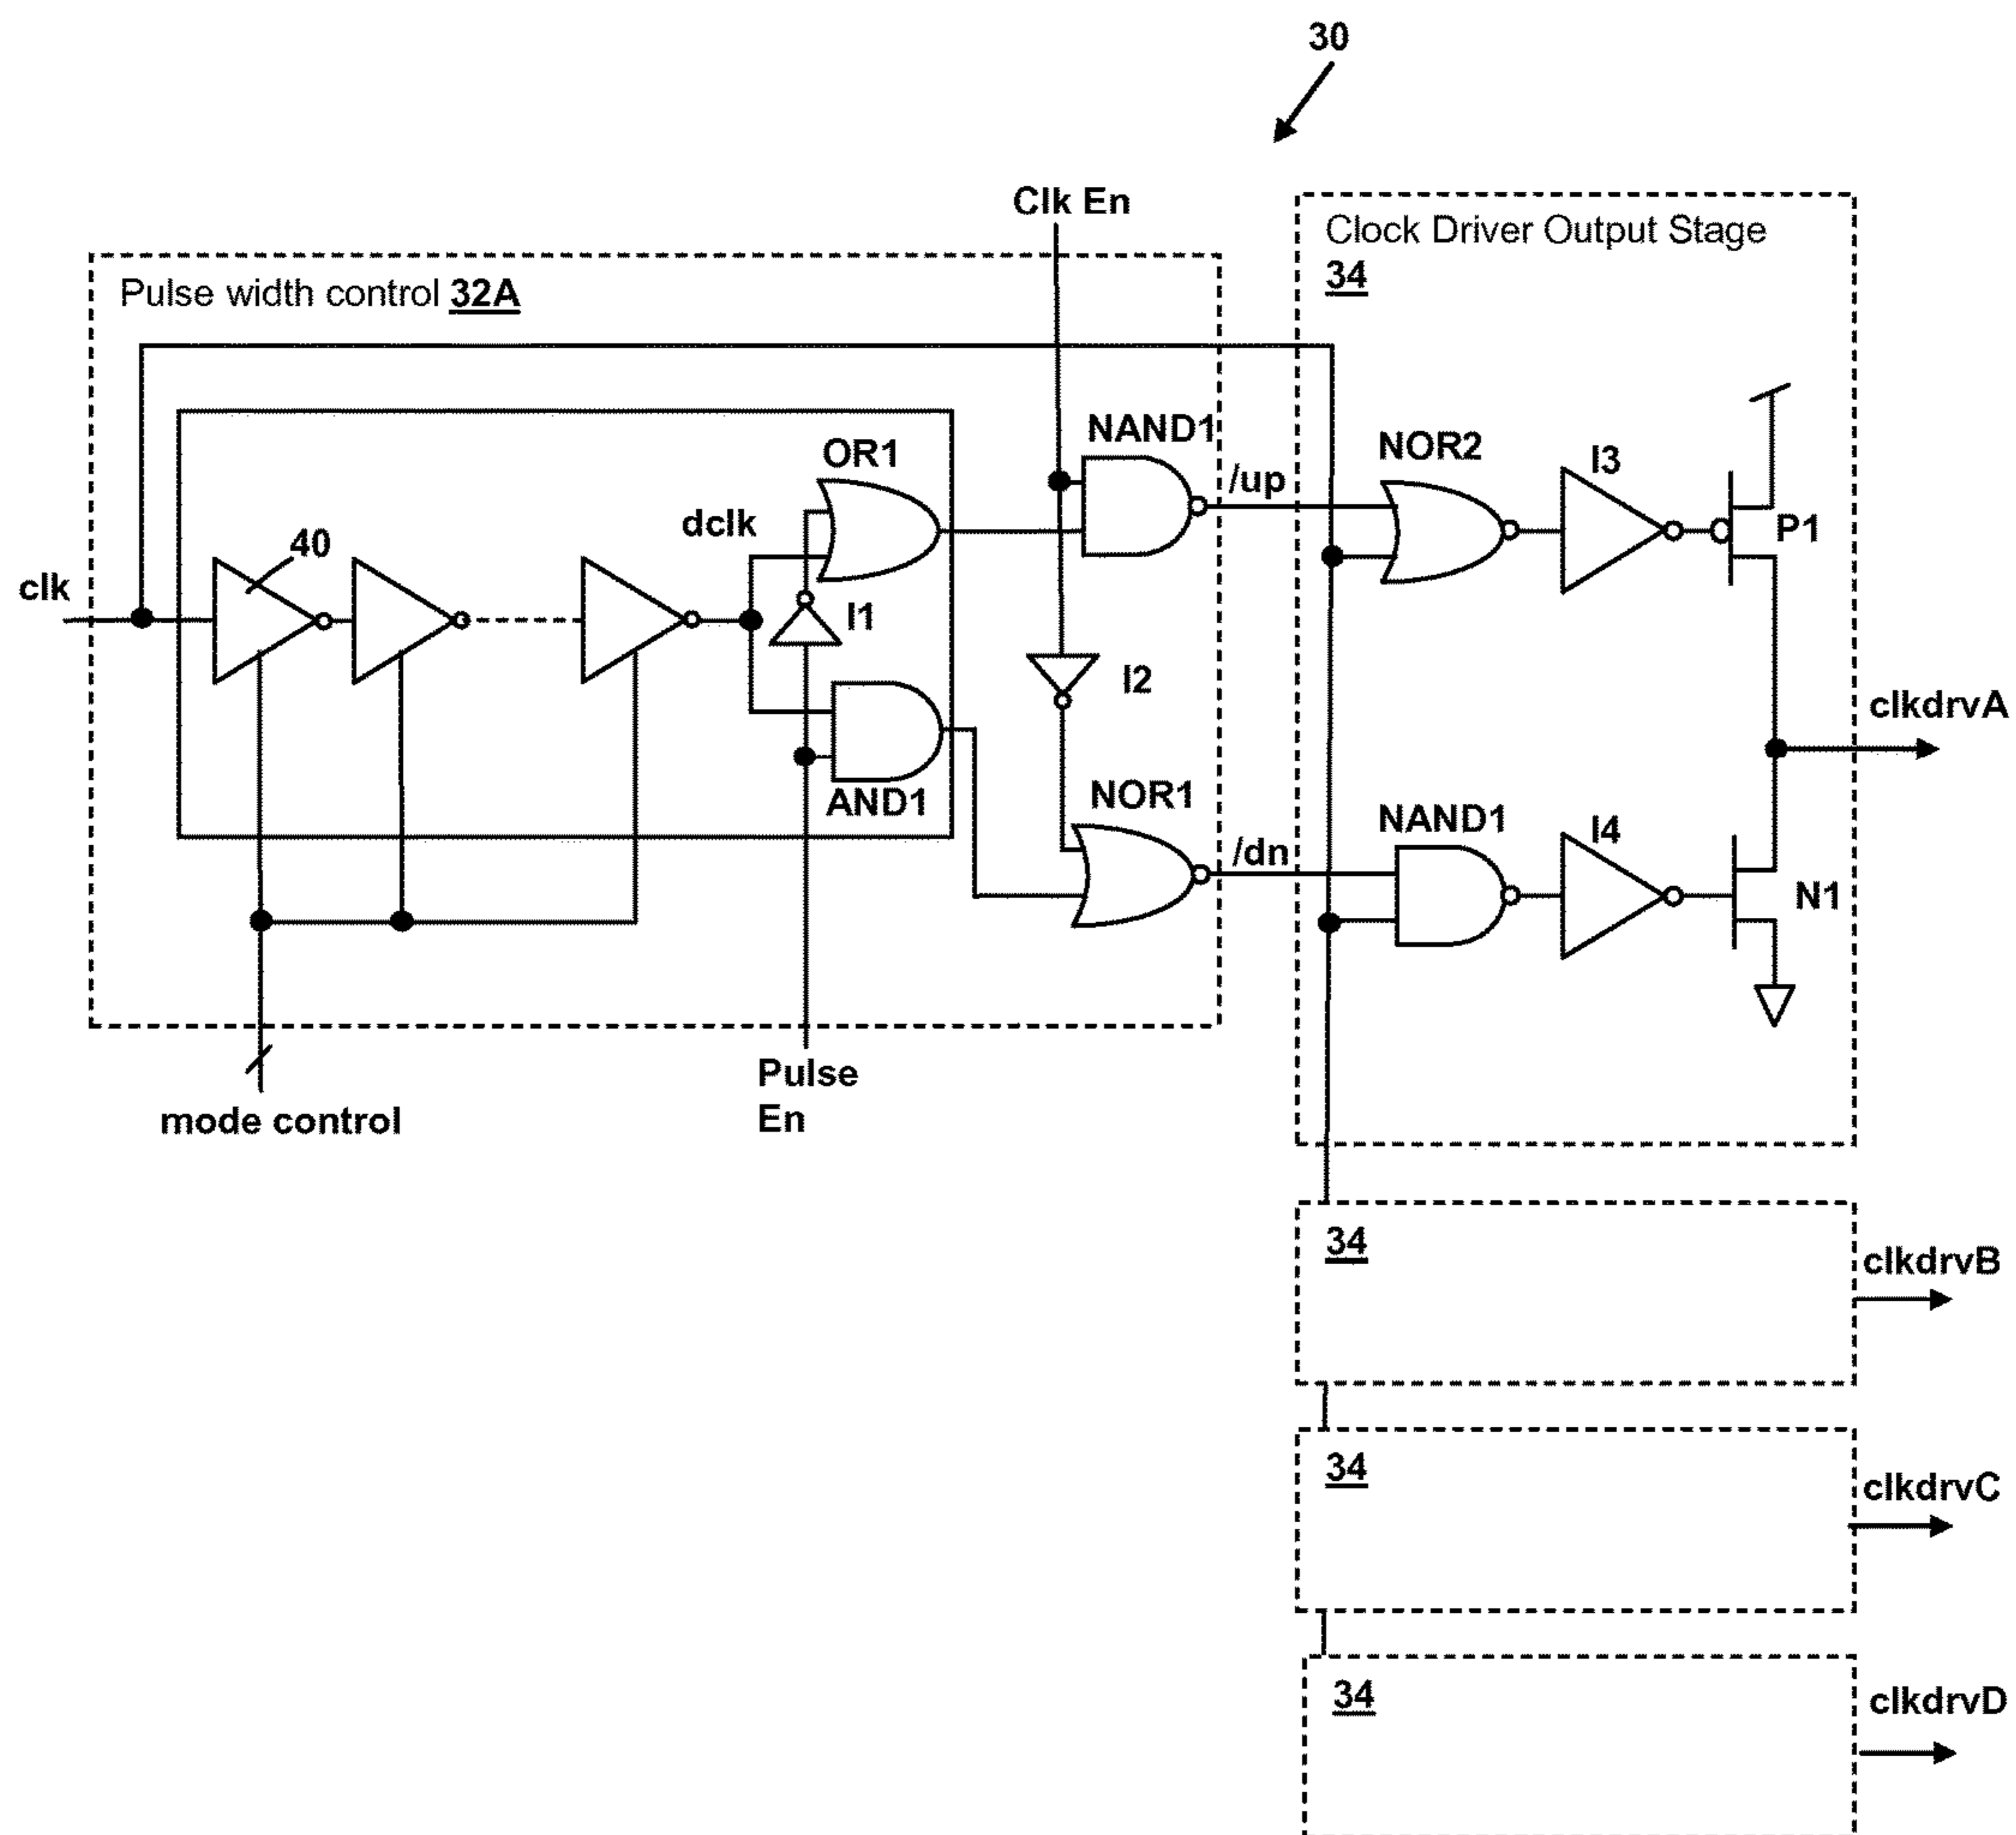 30
Clk En
Clock Driver Output Stage
34
Pulse width control 32A
NAND1
OR1
/up
NOR2
I3
dclk
P1
40
clk
I1
I2
clkdrvA
AND1
NOR1
/dn
NAND1
I4
N1
Pulse
En
mode control
34
clkdrvB
34
clkdrvC
34
clkdrvD